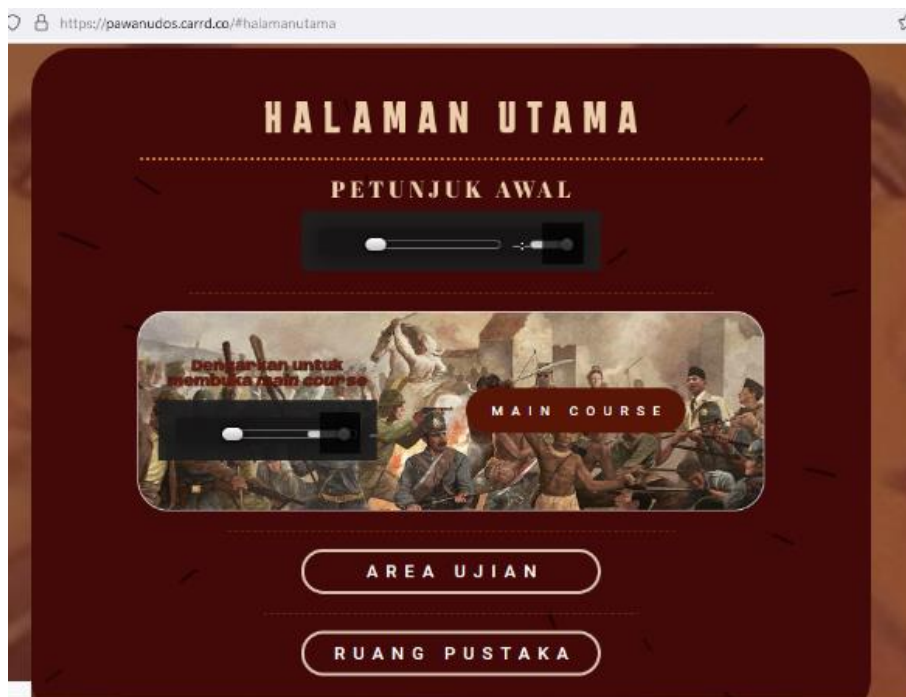 https://pawanudos.carrd.co/#halamanutama
HALAMAN UTAMA
PETUNJUK AWAL
Dengarkan untuk
membuka main course
MAIN COURSE
AREA UJIAN
RUANG PUSTAKA